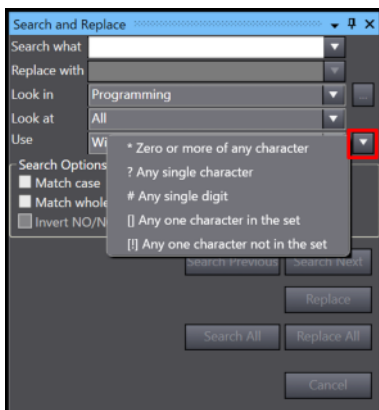 Search and Replace
Search what
Replace with
Look in Programming
Look at All
Use Wi
* Zero or more of any character
? Any single character
# Any single digit
[] Any one character in the set
[!] Any one character not in the set
Search Options
Match case
Match whole
Invert NO/N
Search Previous Search Next
Replace
Search All Replace All
Cancel